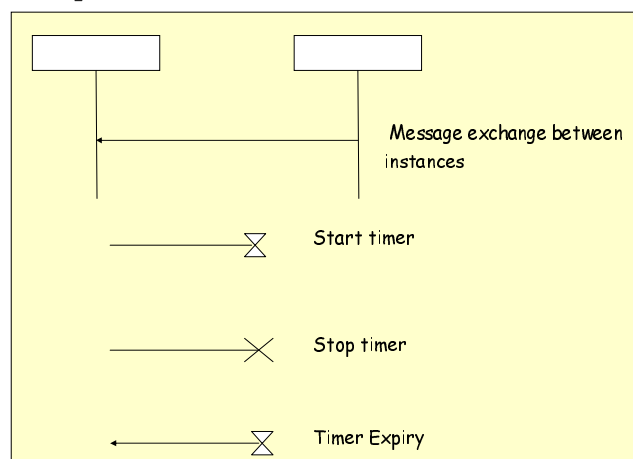 Message exchange between
instances
Start timer
Stop timer
Timer Expiry